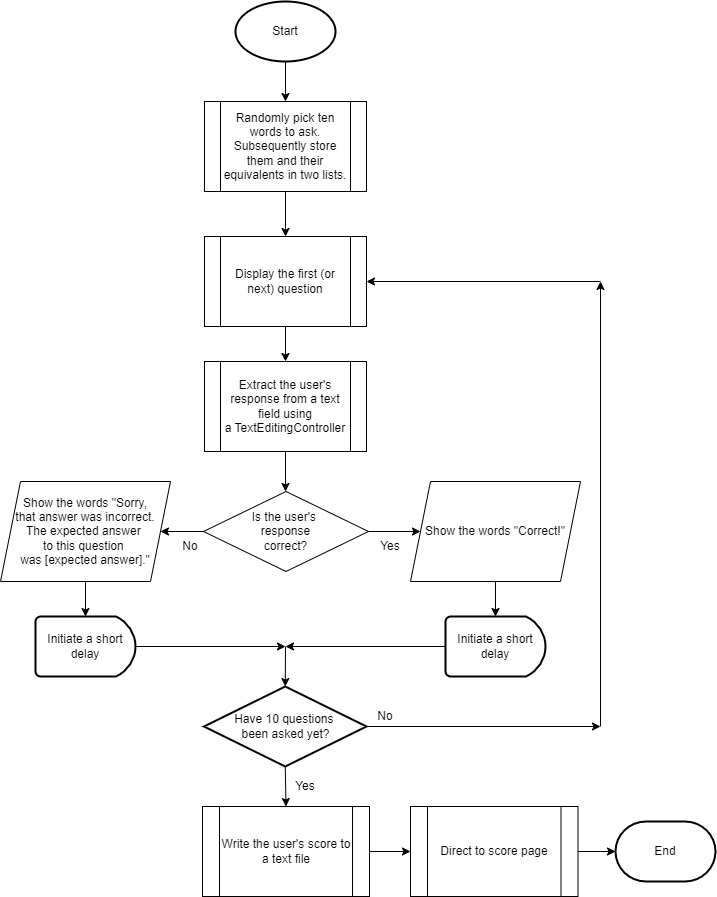 Start
Randomly pick ten
words to ask.
Subsequently store
them and their
equivalents in two lists.
Display the first (or
next) question
Extract the user's
response from a text
field using
a TextEditingController
Is the user's
response
correct?
No
Yes
Show the words "Sorry,
that answer was incorrect.
The expected answer
to this question
was [expected answer]."
Show the words "Correct!"
Initiate a short
delay
Initiate a short
delay
Have 10 questions
been asked yet?
No
Yes
Write the user's score to
a text file
Direct to score page
End